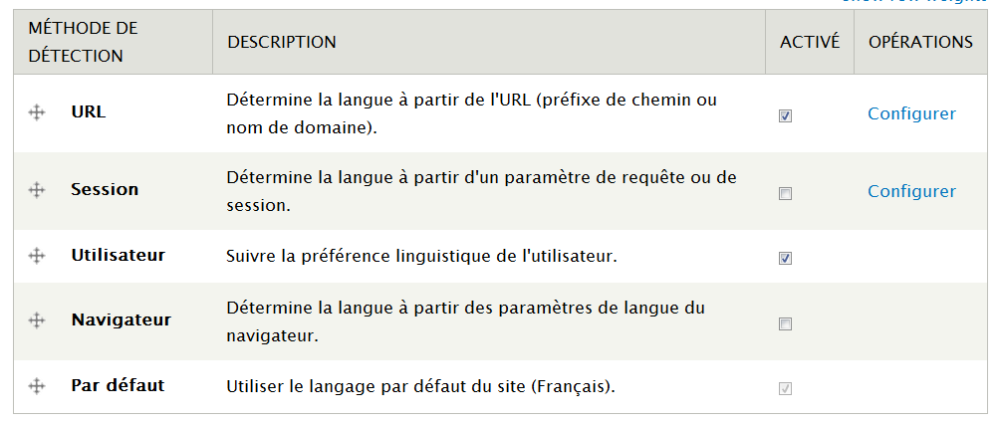 MÉTHODE DE
DÉTECTION
DESCRIPTION
ACTIVÉ
OPÉRATIONS
URL
Détermine la langue à partir de l'URL (préfixe de chemin ou
nom de domaine).
Configurer
Session
Détermine la langue à partir d'un paramètre de requête ou de
session.
Configurer
Utilisateur
Suivre la préférence linguistique de l'utilisateur.
Navigateur
Détermine la langue à partir des paramètres de langue du
navigateur.
Par défaut
Utiliser le langage par défaut du site (Français).